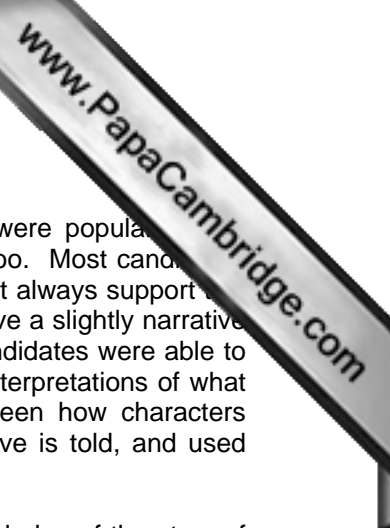 www.PapaCambridge.com
were popula
oo. Most cand
t always support
ve a slightly narrative
ndidates were able to
terpretations of what
een how characters
ve is told, and used